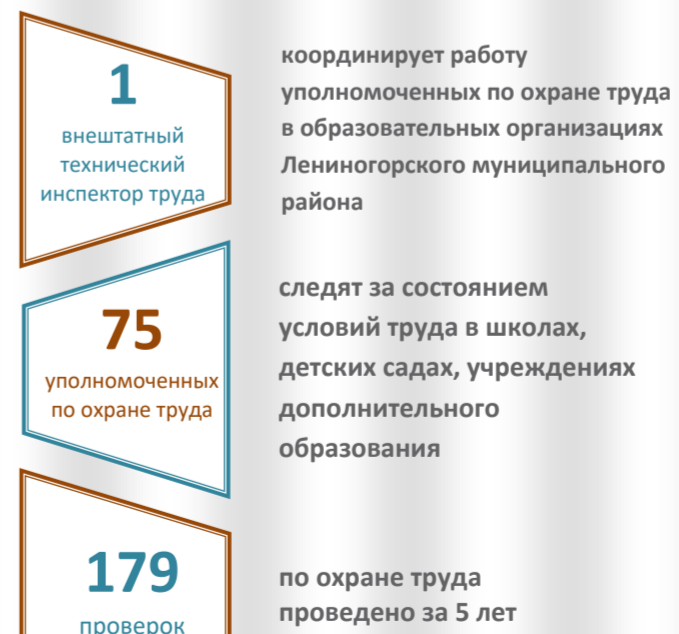 1
внештатный
технический
инспектор труда
координирует работу
уполномоченных по охране труда
в образовательных организациях
Лениногорского муниципального
района
75
уполномоченных
по охране труда
следят за состоянием
условий труда в школах,
детских садах, учреждениях
дополнительного
образования
179
проверок
по охране труда
проведено за 5 лет